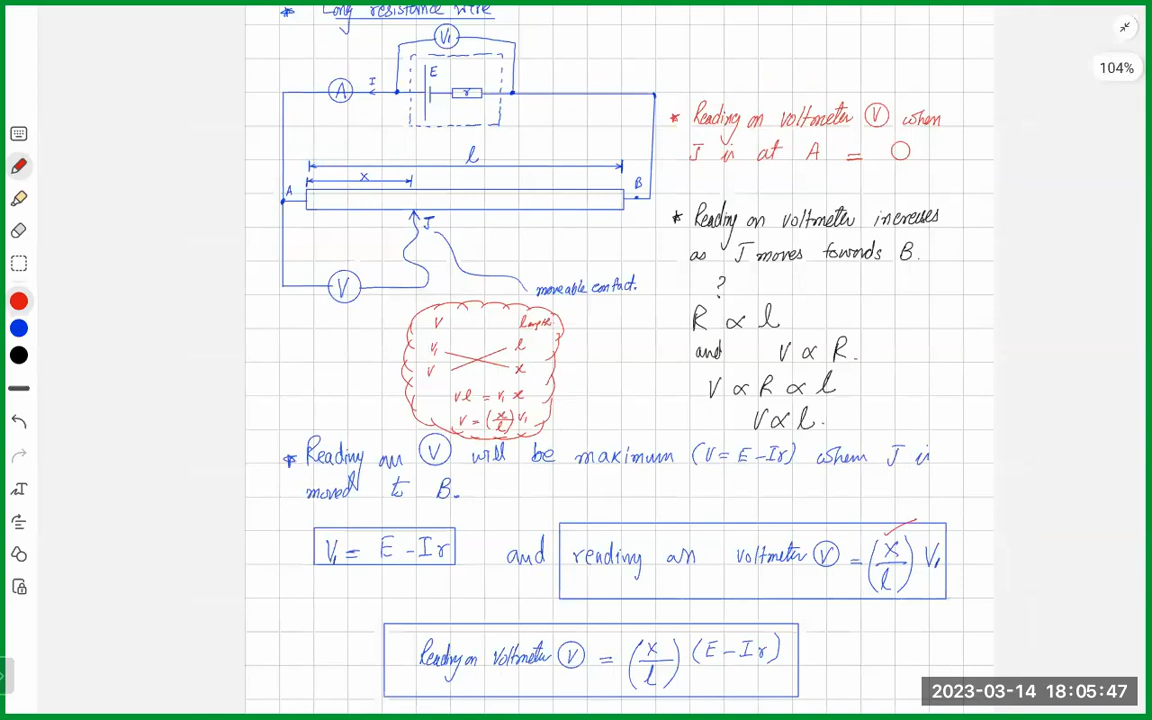 * Long resistance wire
V₁
E
I
A
r
l
x
A
B
J
V
moveable contact.
* Reading on voltmeter V when
J is at A = 0
* Reading on voltmeter increases
as J moves towards B.
?
R ∝ l
and V ∝ R.
V ∝ R ∝ l
V ∝ l.
V length
V₁ l
V x
Vl = V₁ x
V = (x/l) V₁
* Reading on V will be maximum (V = E - Ir) when J is
moved to B.
V₁ = E - Ir and reading on voltmeter V = (x/l) V₁
Reading on Voltmeter V = (x/l) (E - Ir)
104%
2023-03-14 18:05:47